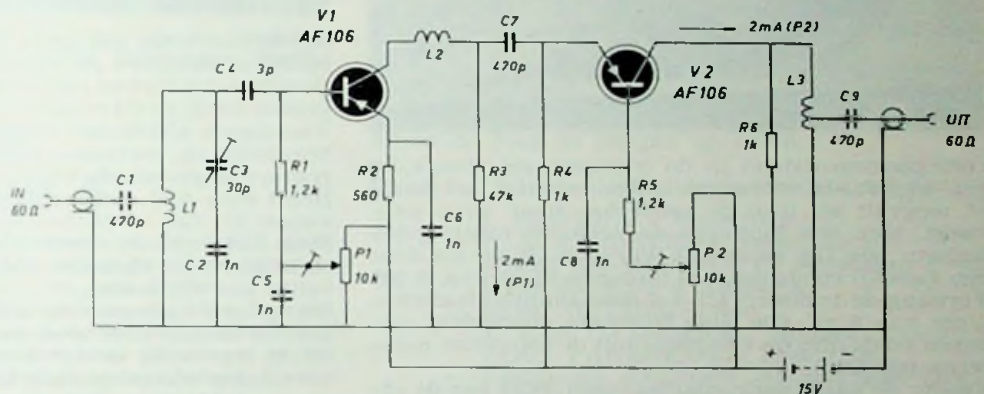 V1
AF106
C4
3p
L2
C7
470p
2mA (P2)
V2
AF106
L3
C9
470p
UIT
60Ω
R6
1k
IN
60Ω
C1
470p
L1
C3
30p
C2
1n
R1
1,2k
C5
1n
R2
560
P1
10k
C6
1n
R3
47k
2mA
(P1)
R4
1k
C8
1n
R5
1,2k
P2
10k
+
−
15V